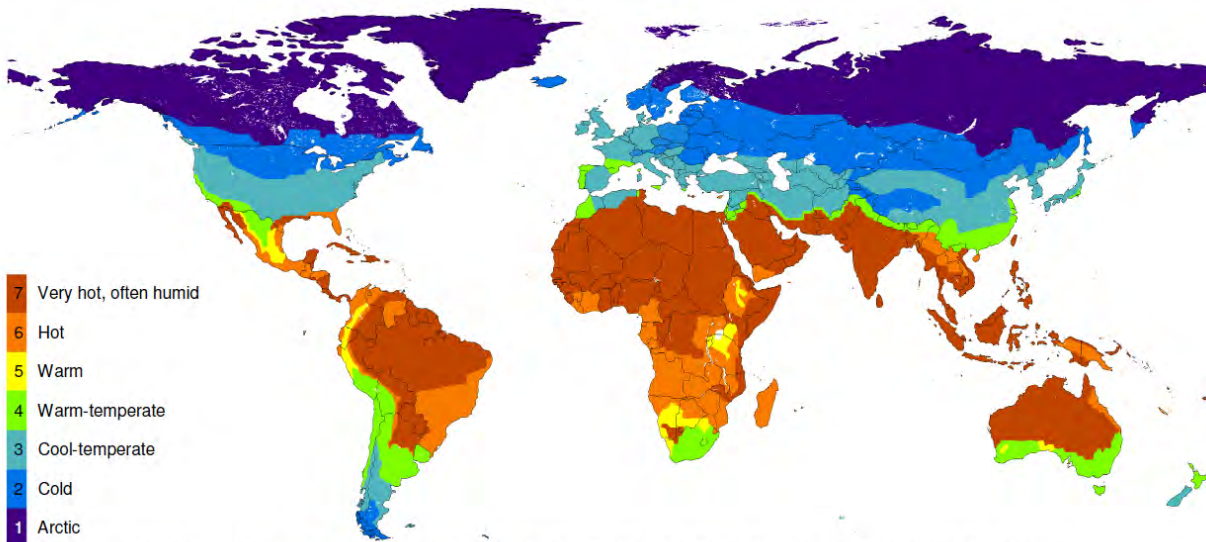 7 Very hot, often humid
6 Hot
5 Warm
4 Warm-temperate
3 Cool-temperate
2 Cold
1 Arctic